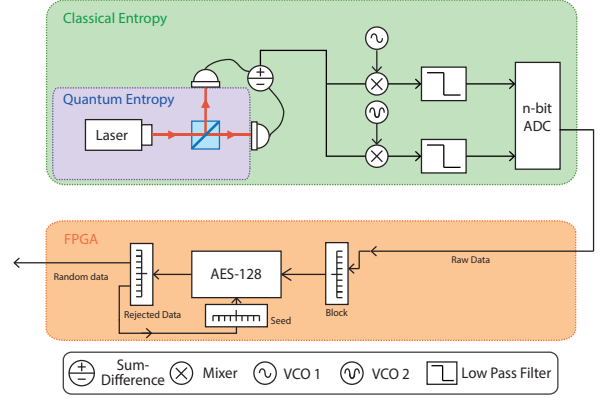 Classical Entropy
Quantum Entropy
Laser
n-bit
ADC
FPGA
Raw Data
Random data
AES-128
Rejected Data
Seed
Block
Sum-
Difference
Mixer
VCO 1
VCO 2
Low Pass Filter